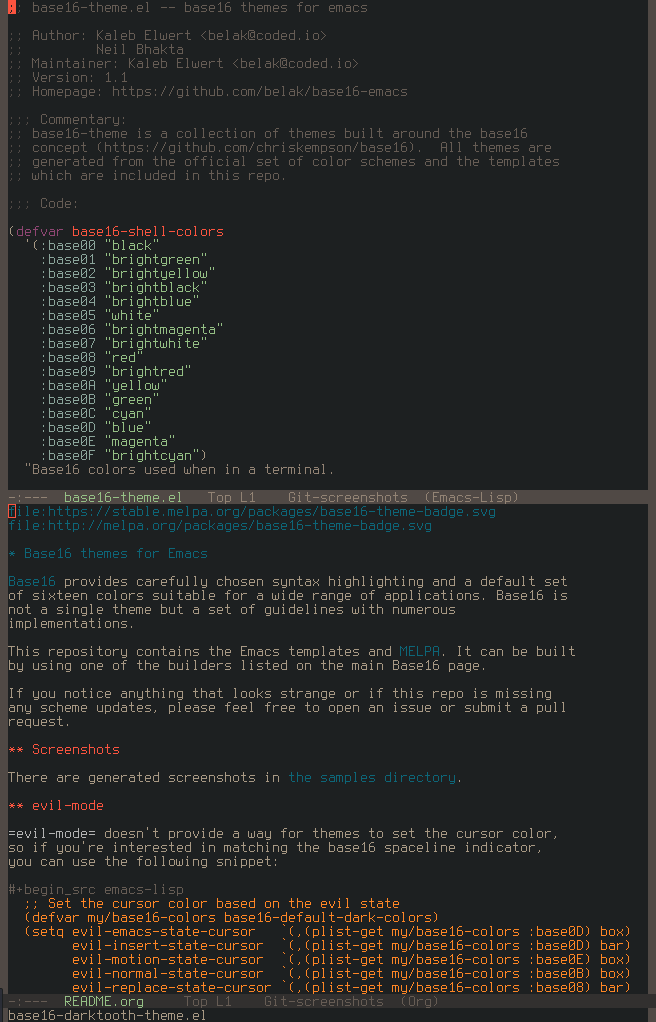 ;; base16-theme.el -- base16 themes for emacs
;; Author: Kaleb Elwert <belak@coded.io>
;;         Neil Bhakta
;; Maintainer: Kaleb Elwert <belak@coded.io>
;; Version: 1.1
;; Homepage: https://github.com/belak/base16-emacs
;;; Commentary:
;; base16-theme is a collection of themes built around the base16
;; concept (https://github.com/chriskempson/base16).  All themes are
;; generated from the official set of color schemes and the templates
;; which are included in this repo.
;;; Code:
(defvar base16-shell-colors
  '(:base00 "black"
    :base01 "brightgreen"
    :base02 "brightyellow"
    :base03 "brightblack"
    :base04 "brightblue"
    :base05 "white"
    :base06 "brightmagenta"
    :base07 "brightwhite"
    :base08 "red"
    :base09 "brightred"
    :base0A "yellow"
    :base0B "green"
    :base0C "cyan"
    :base0D "blue"
    :base0E "magenta"
    :base0F "brightcyan")
  "Base16 colors used when in a terminal.
-:---  base16-theme.el   Top L1    Git-screenshots  (Emacs-Lisp)
file:https://stable.melpa.org/packages/base16-theme-badge.svg
file:http://melpa.org/packages/base16-theme-badge.svg
* Base16 themes for Emacs
Base16 provides carefully chosen syntax highlighting and a default set
of sixteen colors suitable for a wide range of applications. Base16 is
not a single theme but a set of guidelines with numerous
implementations.
This repository contains the Emacs templates and MELPA. It can be built
by using one of the builders listed on the main Base16 page.
If you notice anything that looks strange or if this repo is missing
any scheme updates, please feel free to open an issue or submit a pull
request.
** Screenshots
There are generated screenshots in the samples directory.
** evil-mode
=evil-mode= doesn't provide a way for themes to set the cursor color,
so if you're interested in matching the base16 spaceline indicator,
you can use the following snippet:
#+begin_src emacs-lisp
  ;; Set the cursor color based on the evil state
  (defvar my/base16-colors base16-default-dark-colors)
  (setq evil-emacs-state-cursor   `(,(plist-get my/base16-colors :base0D) box)
        evil-insert-state-cursor  `(,(plist-get my/base16-colors :base0D) bar)
        evil-motion-state-cursor  `(,(plist-get my/base16-colors :base0E) box)
        evil-normal-state-cursor  `(,(plist-get my/base16-colors :base0B) box)
        evil-replace-state-cursor `(,(plist-get my/base16-colors :base08) bar)
-:---  README.org     Top L1    Git-screenshots  (Org)
base16-darktooth-theme.el